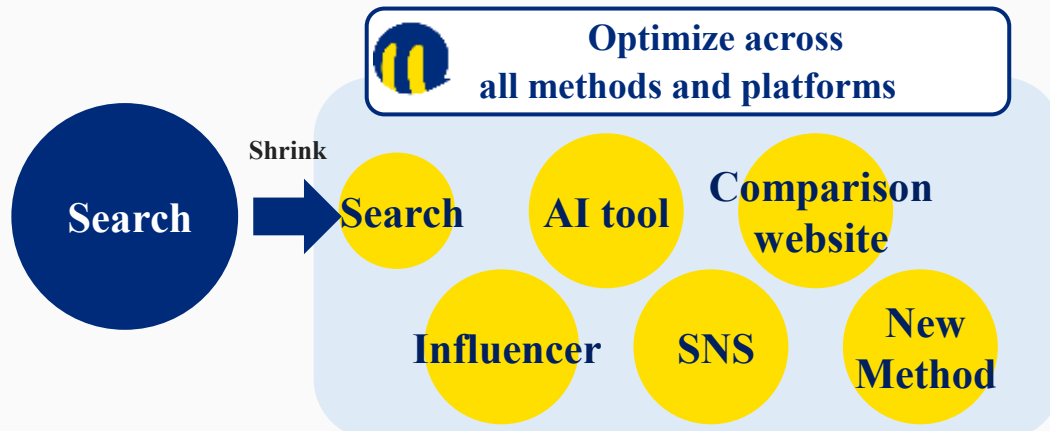 Optimize across
all methods and platforms
Shrink
Search
Search
AI tool
Comparison
website
Influencer
SNS
New
Method